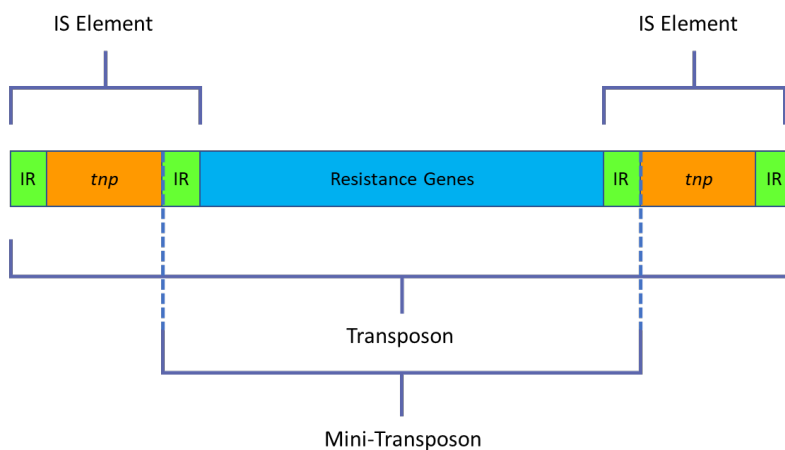 IS Element IS Element
IR tnp IR Resistance Genes IR tnp IR
Transposon
Mini-Transposon